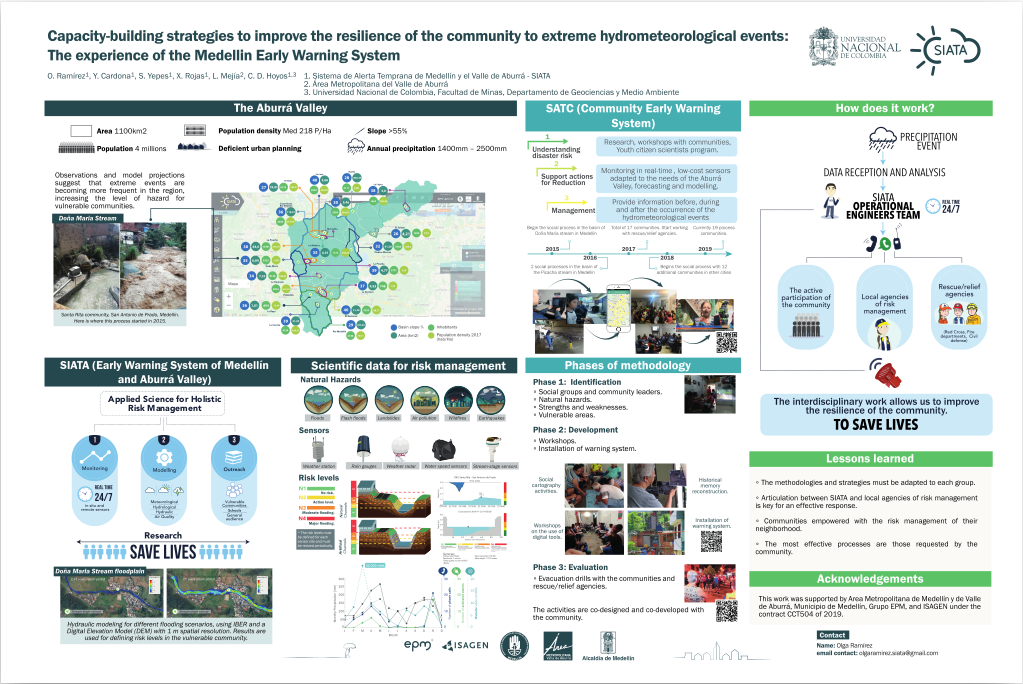 Capacity-building strategies to improve the resilience of the community to extreme hydrometeorological events:
The experience of the Medellin Early Warning System
O. Ramírez1, Y. Cardona1, S. Yepes1, X. Rojas1, L. Mejía2, C. D. Hoyos1,3
1. Sistema de Alerta Temprana de Medellín y el Valle de Aburrá - SIATA
2. Área Metropolitana del Valle de Aburrá
3. Universidad Nacional de Colombia, Facultad de Minas, Departamento de Geociencias y Medio Ambiente
UNIVERSIDAD
NACIONAL
DE COLOMBIA
SIATA
The Aburrá Valley
Area 1100km2
Population density Med 218 P/Ha
Slope >55%
Population 4 millions
Deficient urban planning
Annual precipitation 1400mm – 2500mm
Observations and model projections
suggest that extreme events are
becoming more frequent in the region,
increasing the level of hazard for
vulnerable communities.
Doña María Stream
Santa Rita community, San Antonio de Prado, Medellín.
Here is where this process started in 2015.
Basin slope %
Inhabitants
Area (km2)
Population density 2017
(Hab/Ha)
SATC (Community Early Warning
System)
1
Understanding
disaster risk
Research, workshops with communities,
Youth citizen scientists program.
2
Support actions
for Reduction
Monitoring in real-time , low-cost sensors
adapted to the needs of the Aburrá
Valley, forecasting and modelling.
3
Management
Provide information before, during
and after the occurrence of the
hydrometeorological events
Begin the social process in the basin of
Doña María stream in Medellín
Total of 17 communities. Start working
with rescue/relief agencies.
Currently 19 process
communities.
2015
2017
2019
2016
2018
2 social processes in the basin of
the Picacha stream in Medellín
Begins the social process with 12
additional communities in other cities
How does it work?
PRECIPITATION
EVENT
DATA RECEPTION AND ANALYSIS
SIATA
OPERATIONAL
ENGINEERS TEAM
REAL TIME
24/7
The active
participation of
the community
Local agencies
of risk
management
Rescue/relief
agencies
(Red Cross, Fire
departments, Civil
defense)
The interdisciplinary work allows us to improve
the resilience of the community.
TO SAVE LIVES
SIATA (Early Warning System of Medellín
and Aburrá Valley)
Applied Science for Holistic
Risk Management
1
2
3
Monitoring
Modelling
Outreach
REAL TIME
24/7
in situ and
remote sensors
Meteorological
Hydrological
Hydraulic
Air Quality
Vulnerable
Communities
Schools
General
audience
Research
SAVE LIVES
Doña María Stream floodplain
Hydraulic modeling for different flooding scenarios, using IBER and a
Digital Elevation Model (DEM) with 1 m spatial resolution. Results are
used for defining risk levels in the vulnerable community.
Scientific data for risk management
Natural Hazards
Floods
Flash floods
Landslides
Air pollution
Wildfires
Earthquakes
Sensors
Weather station
Rain gauges
Weather radar
Water speed sensors
Stream-stage sensors
Risk levels
N1
No risk.
N2
Action level.
N3
Moderate flooding.
N4
Major flooding.
Phases of methodology
Phase 1: Identification
Social groups and community leaders.
Natural hazards.
Strengths and weaknesses.
Vulnerable areas.
Phase 2: Development
Workshops.
Installation of warning system.
Social
cartography
activities.
Historical
memory
reconstruction.
Workshops
on the use of
digital tools.
Installation of
warning system.
Phase 3: Evaluation
Evacuation drills with the communities and
rescue/relief agencies.
The activities are co-designed and co-developed with
the community.
Lessons learned
The methodologies and strategies must be adapted to each group.
Articulation between SIATA and local agencies of risk management
is key for an effective response.
Communities empowered with the risk management of their
neighborhood.
The most effective processes are those requested by the
community.
Acknowledgements
This work was supported by Area Metropolitana de Medellín y de Valle
de Aburrá, Municipio de Medellín, Grupo EPM, and ISAGEN under the
contract CCT504 of 2019.
Contact
Name: Olga Ramírez
email contact: olgaramirez.siata@gmail.com
epm
ISAGEN
Alcaldía de Medellín